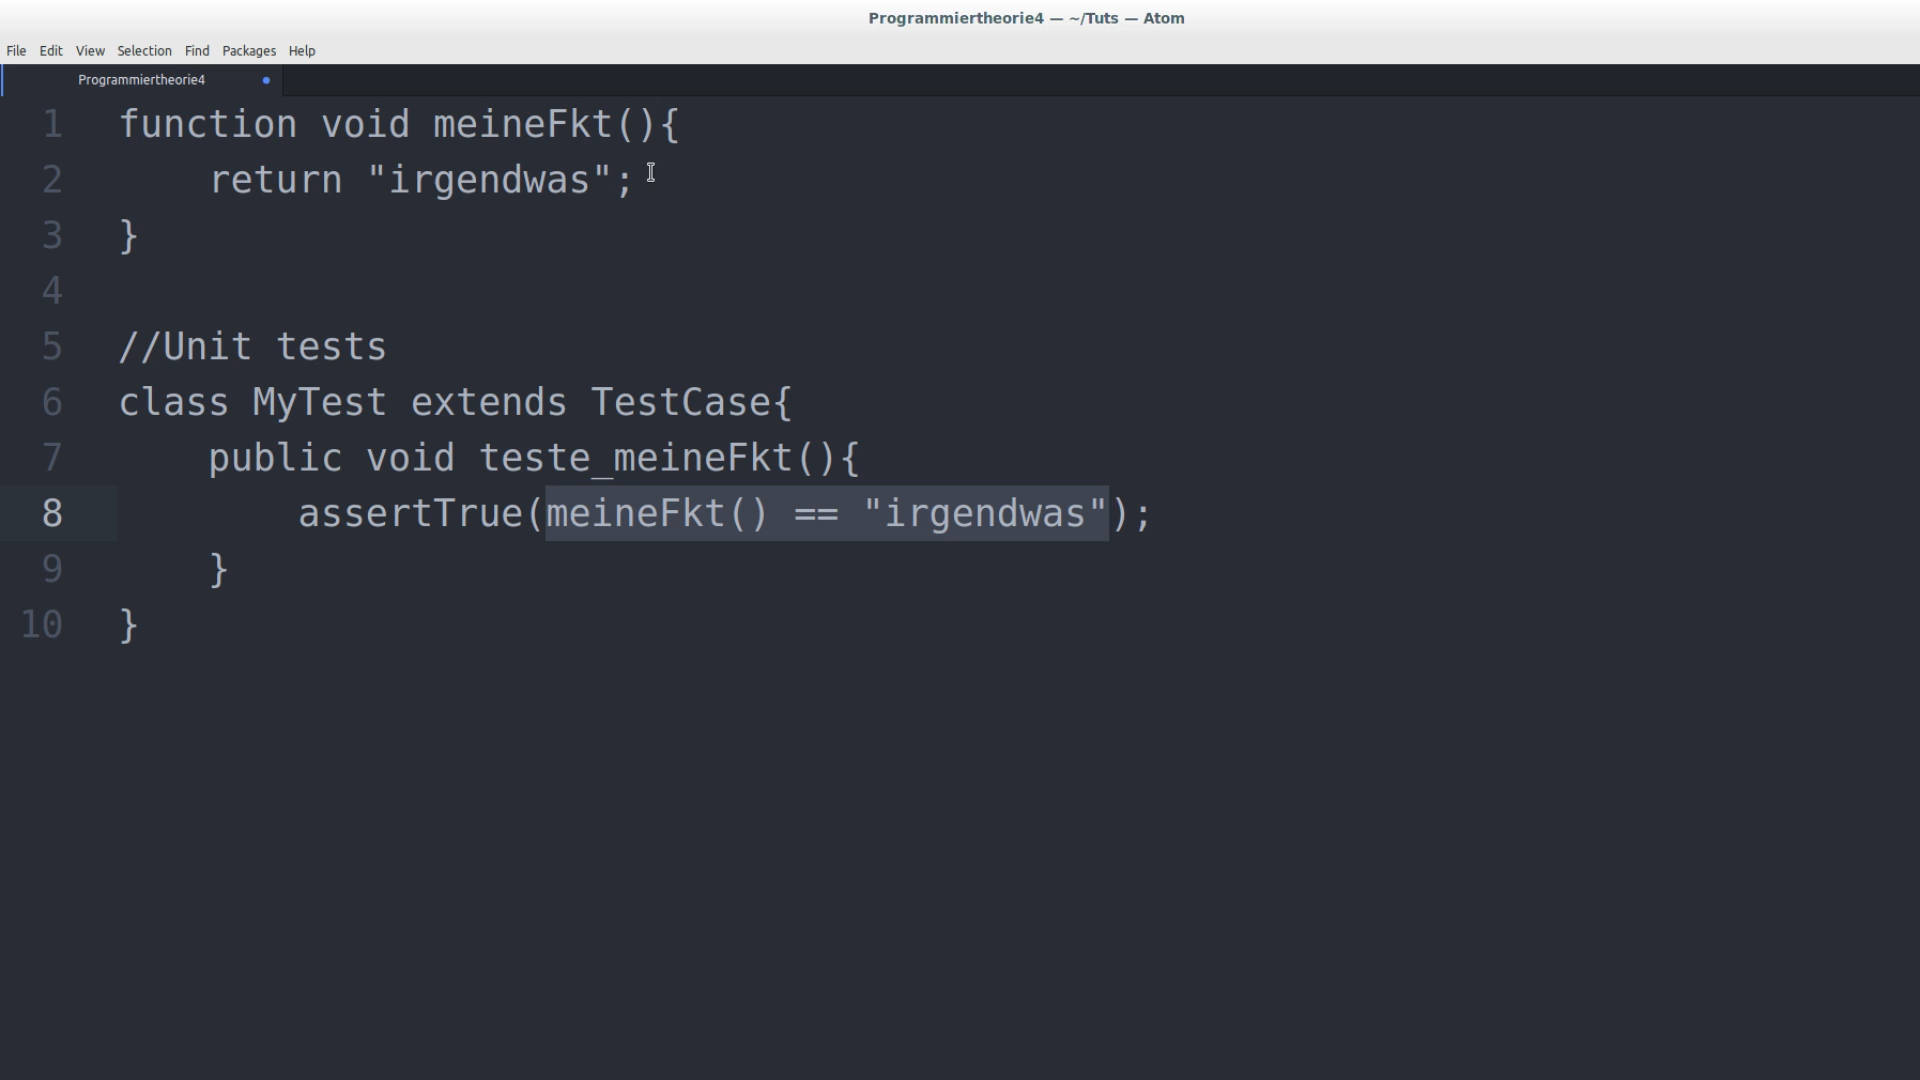 Programmiertheorie4 — ~/Tuts — Atom
File Edit View Selection Find Packages Help
Programmiertheorie4
1 function void meineFkt(){
2     return "irgendwas";
3 }
4
5 //Unit tests
6 class MyTest extends TestCase{
7     public void teste_meineFkt(){
8         assertTrue(meineFkt() == "irgendwas");
9     }
10 }